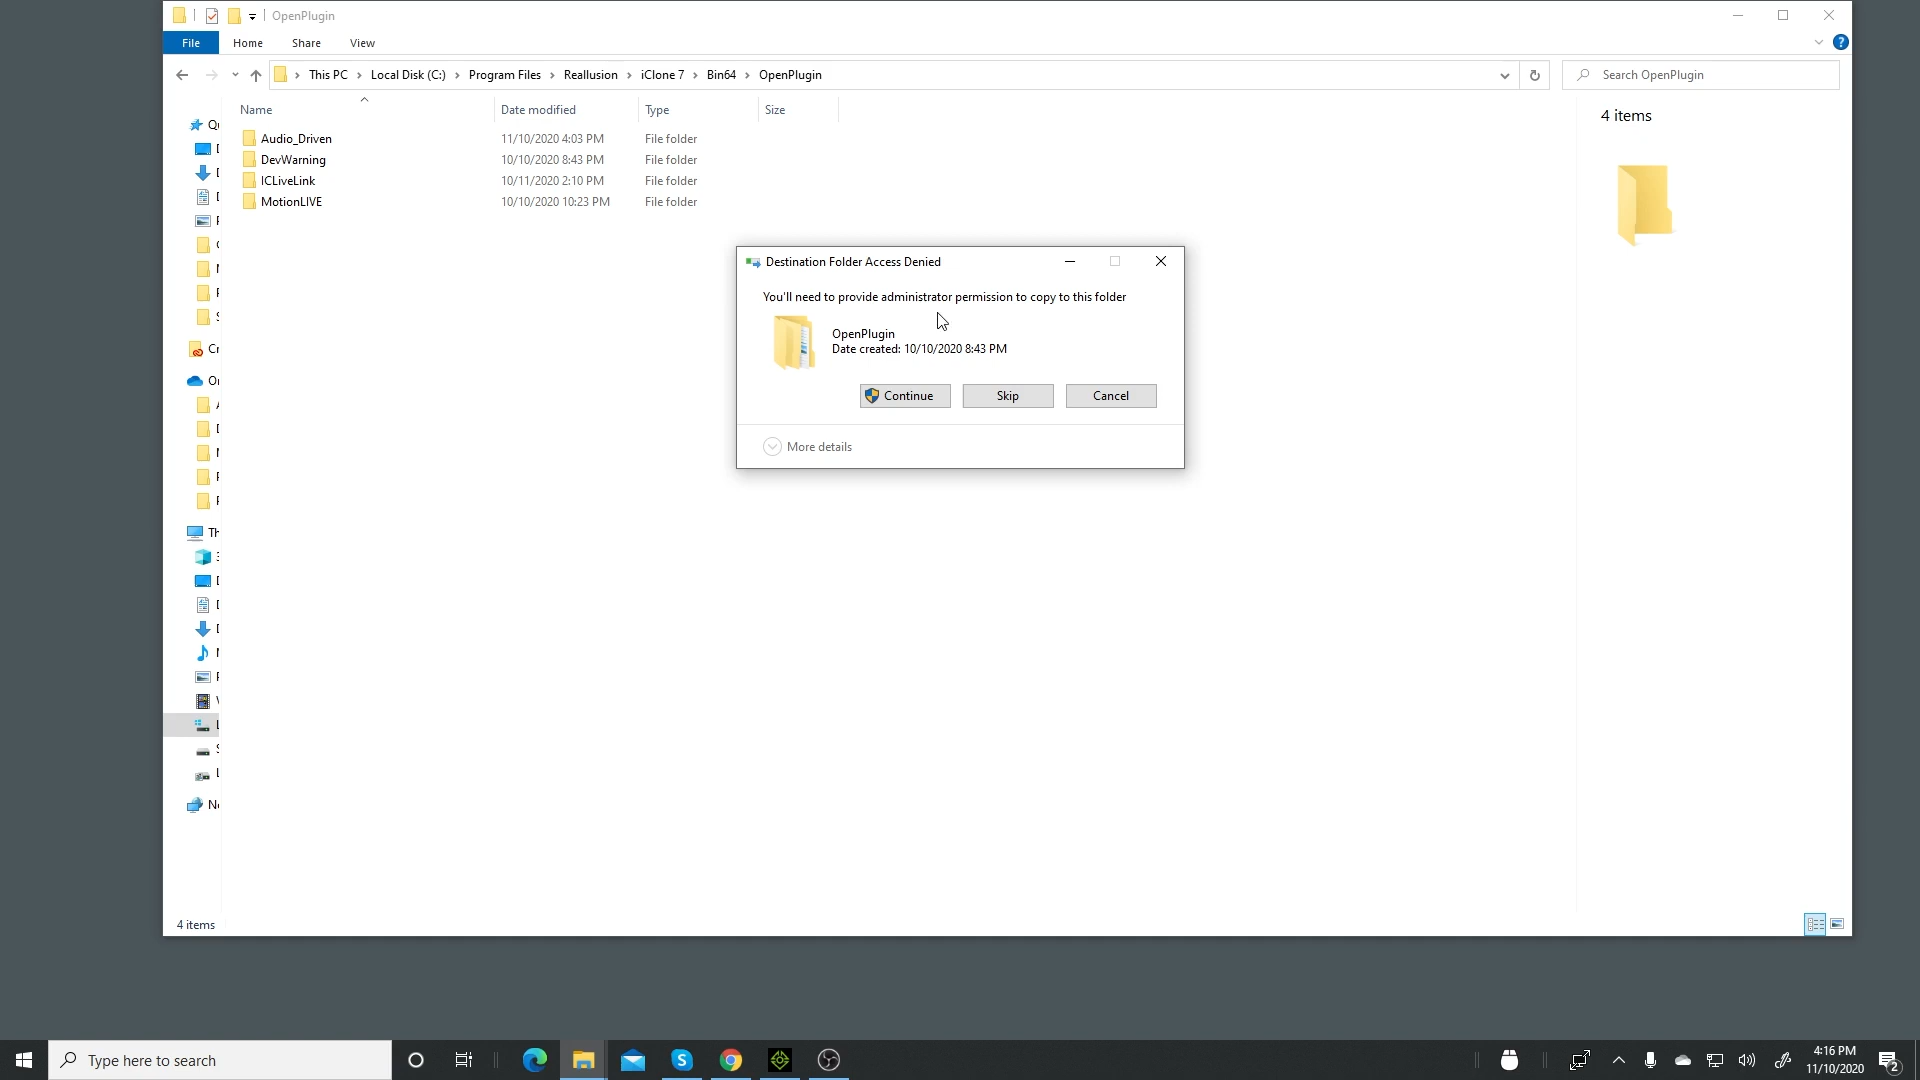 OpenPlugin
File
Home
Share
View
This PC
Local Disk (C:)
Program Files
Reallusion
iClone 7
Bin64
OpenPlugin
Search OpenPlugin
Name
Date modified
Type
Size
Audio_Driven
11/10/2020 4:03 PM
File folder
DevWarning
10/10/2020 8:43 PM
File folder
ICLiveLink
10/11/2020 2:10 PM
File folder
MotionLIVE
10/10/2020 10:23 PM
File folder
4 items
Destination Folder Access Denied
You'll need to provide administrator permission to copy to this folder
OpenPlugin
Date created: 10/10/2020 8:43 PM
Continue
Skip
Cancel
More details
4 items
Type here to search
4:16 PM
11/10/2020
2